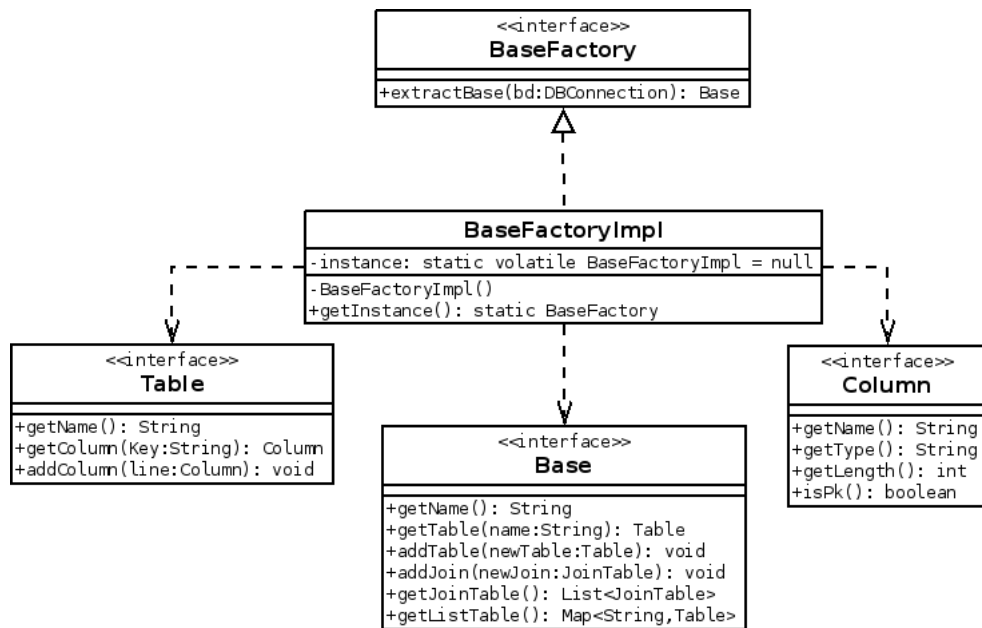 <<interface>>
BaseFactory
+extractBase(bd:DBConnection): Base
BaseFactoryImpl
-instance: static volatile BaseFactoryImpl = null
-BaseFactoryImpl()
+getInstance(): static BaseFactory
<<interface>>
Table
+getName(): String
+getColumn(Key:String): Column
+addColumn(line:Column): void
<<interface>>
Base
+getName(): String
+getTable(name:String): Table
+addTable(newTable:Table): void
+addJoin(newJoin:JoinTable): void
+getJoinTable(): List<JoinTable>
+getListTable(): Map<String,Table>
<<interface>>
Column
+getName(): String
+getType(): String
+getLength(): int
+isPk(): boolean